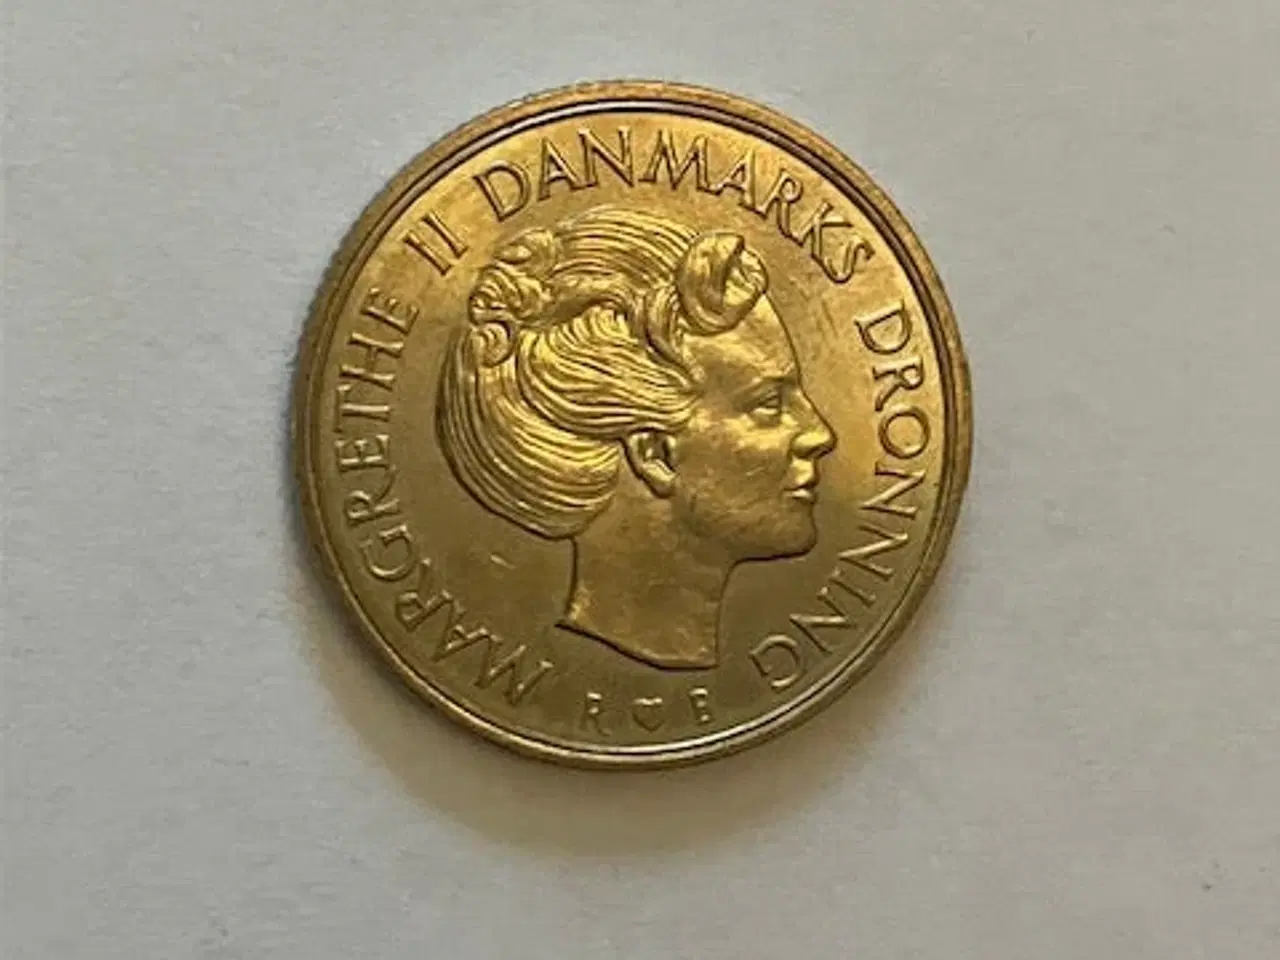 MARGRETHE II DANMARKS DRONNING
R ♥ B